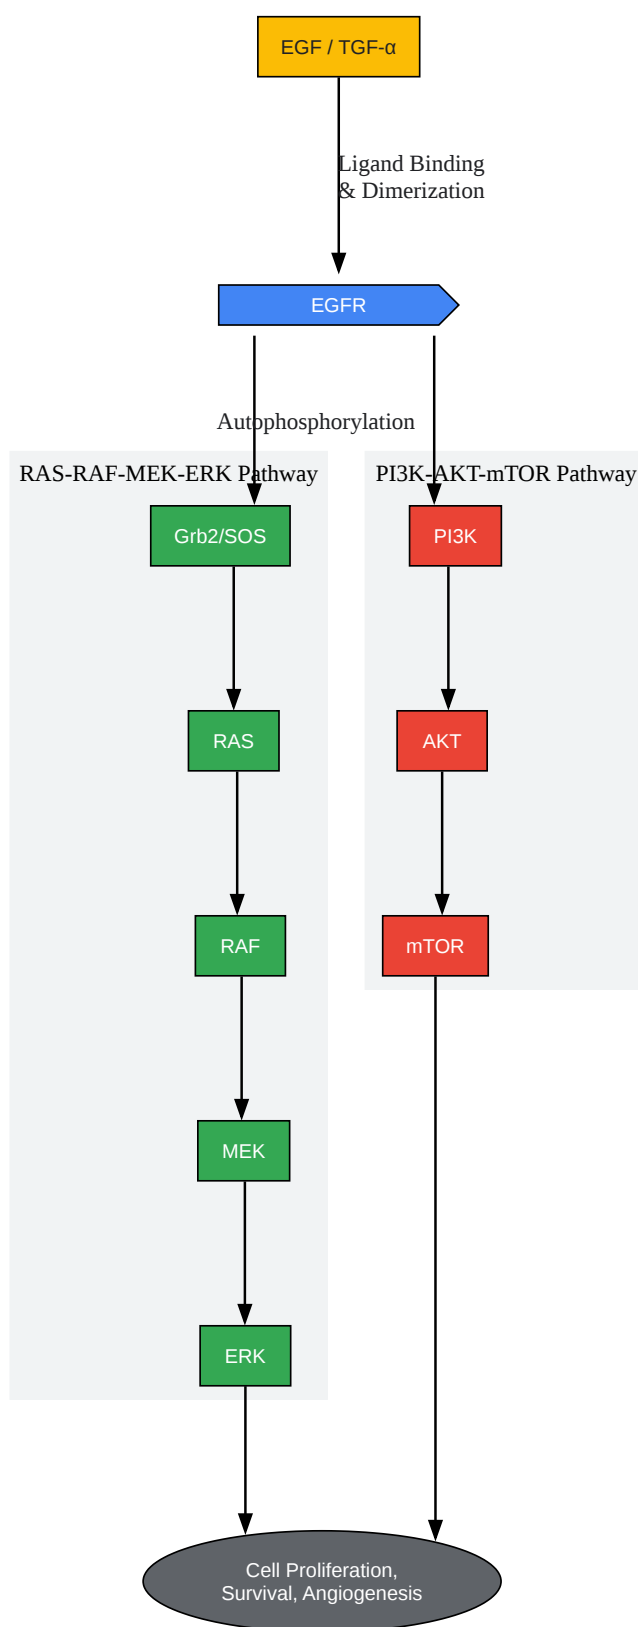 EGF / TGF-α
Ligand Binding
& Dimerization
EGFR
Autophosphorylation
RAS-RAF-MEK-ERK Pathway
PI3K-AKT-mTOR Pathway
Grb2/SOS
PI3K
RAS
AKT
RAF
mTOR
MEK
ERK
Cell Proliferation,
Survival, Angiogenesis